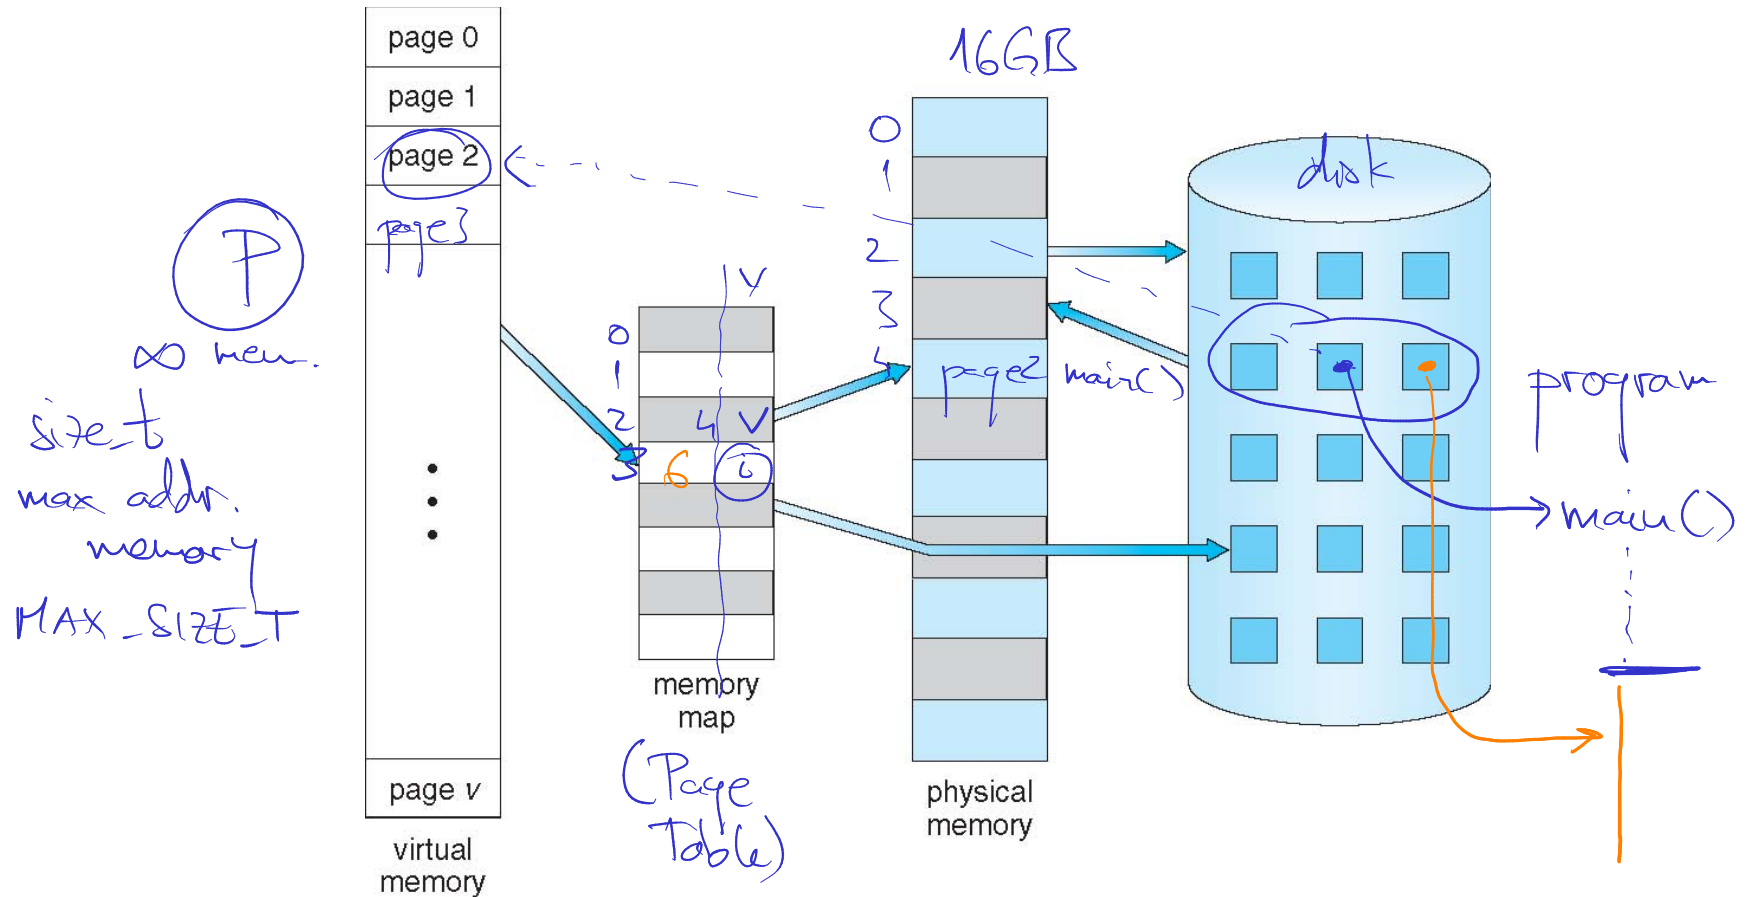 page 0
page 1
page 2
page 3
page v
virtual
memory
P
∞ mem.
size_t
max addr.
memory
MAX_SIZE_T
V
0
1
2 4 V
3 6 i
memory
map
(Page
Table)
16GB
0
1
2
3
4 page2 main()
physical
memory
disk
program
main()